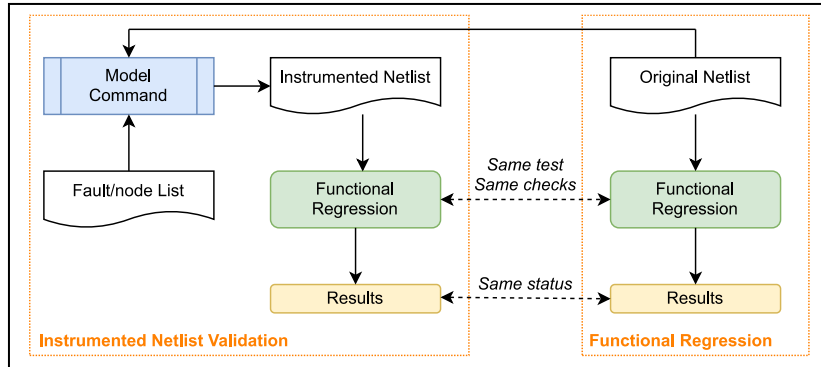 Model
Command
Instrumented Netlist
Original Netlist
Fault/node List
Functional
Regression
Same test
Same checks
Functional
Regression
Results
Same status
Results
Instrumented Netlist Validation
Functional Regression